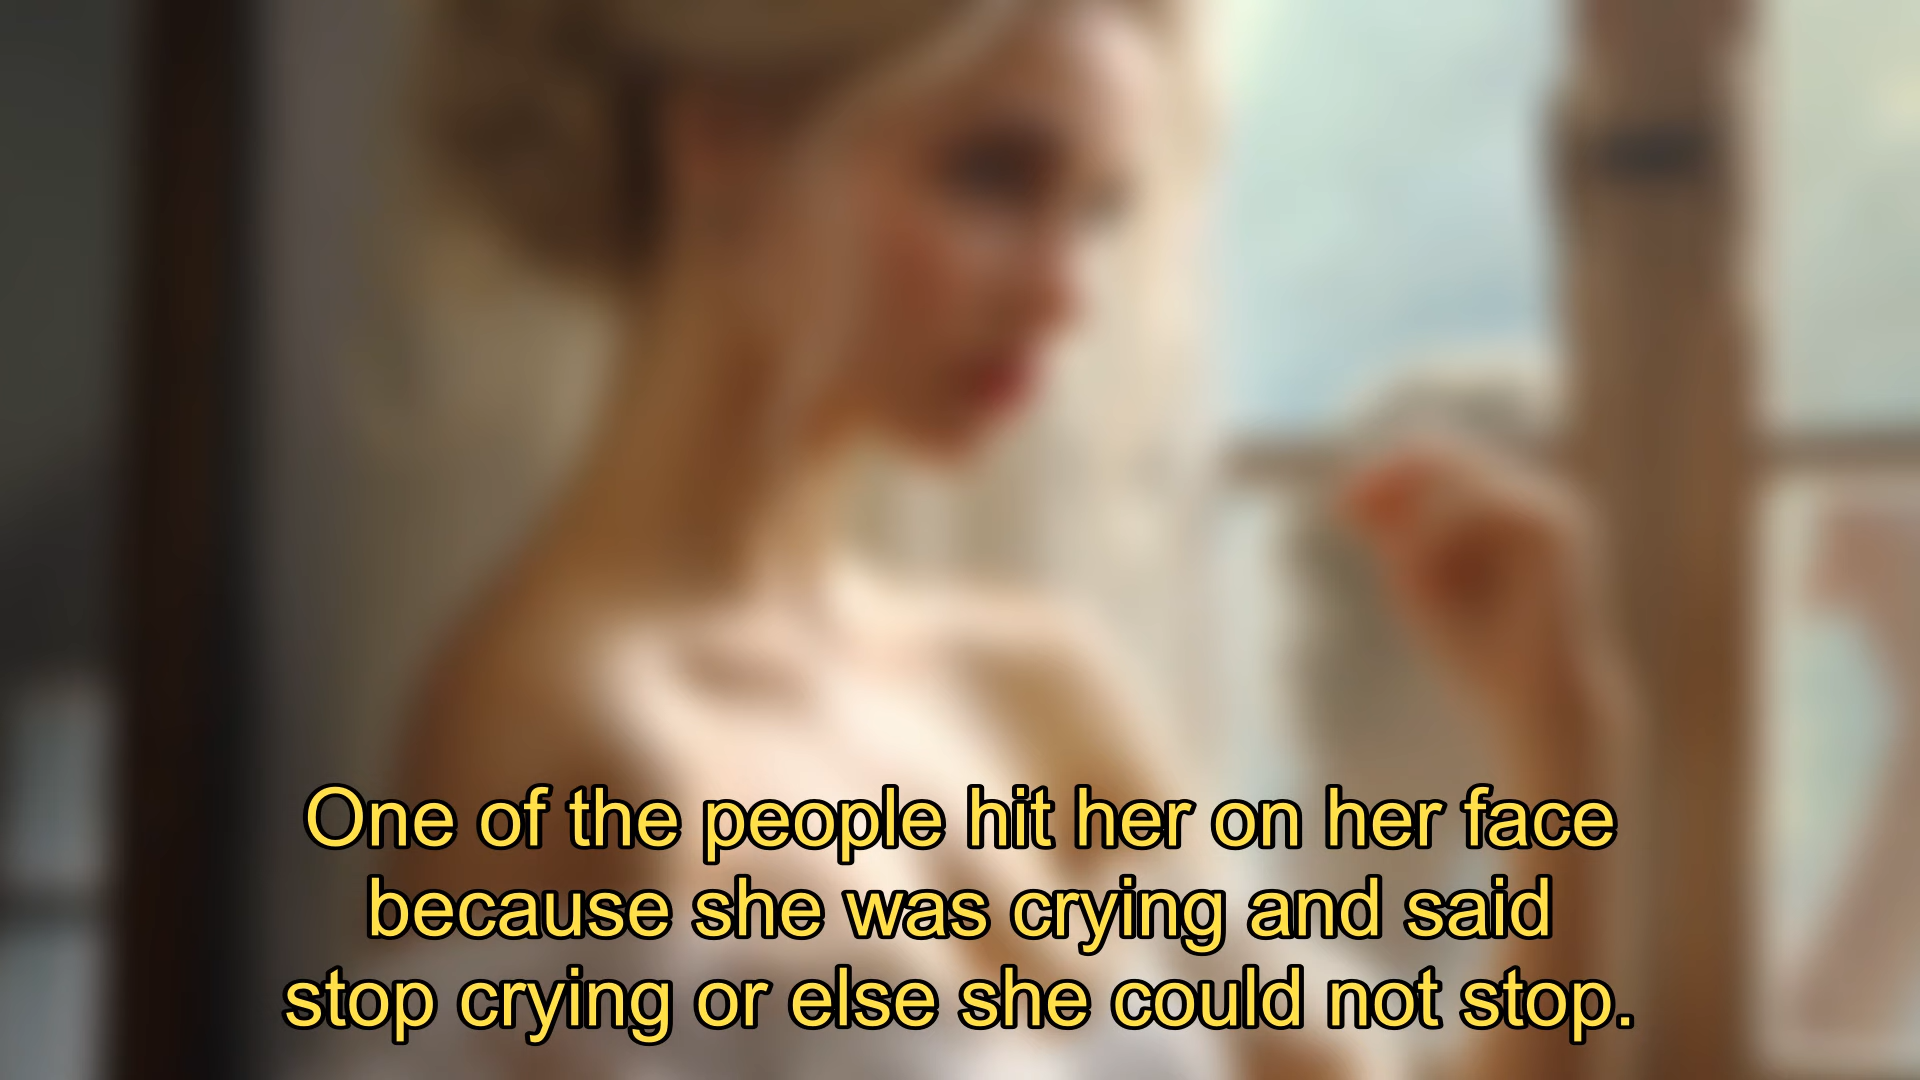 One of the people hit her on her face
because she was crying and said
stop crying or else she could not stop.